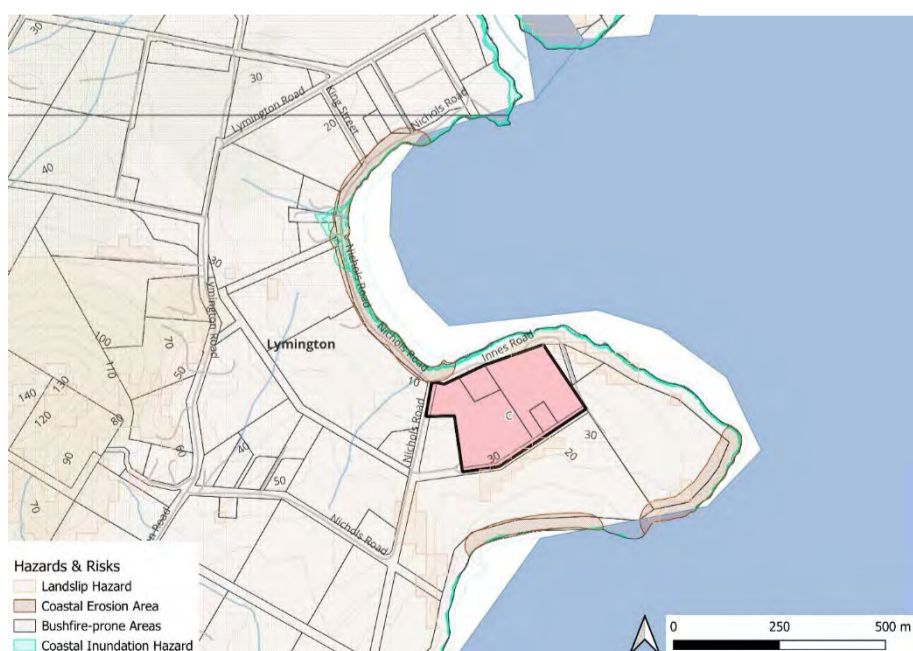 30
30
Lymington Road
King Street
20
Nichols Road
40
30
Lymington Road
Nichols Road
Lymington
Nichols Road
Innes Road
10
100
110
70
50
130
140
120
80
90
60
70
Nichols Road
C
30
30
20
40
50
Nichols Road
on Road
Hazards & Risks
Landslip Hazard
Coastal Erosion Area
Bushfire-prone Areas
Coastal Inundation Hazard
0 250 500 m